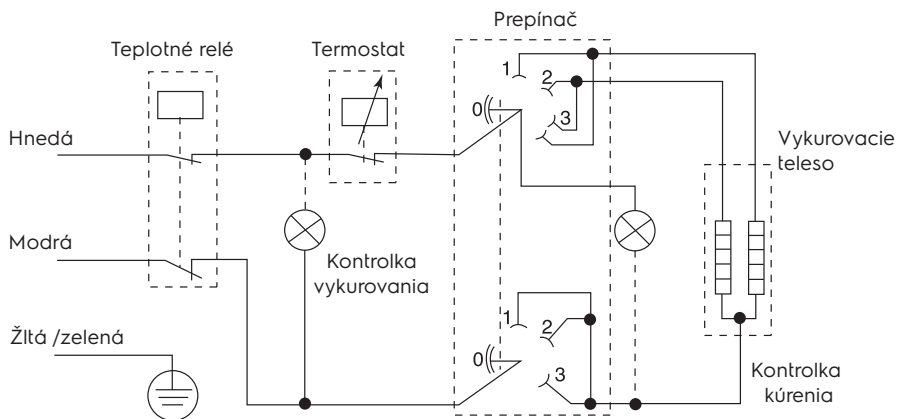 Prepínač
Teplotné relé
Termostat
1
2
0
3
Hnedá
Vykurovacie
teleso
Modrá
Kontrolka
vykurovania
1
2
0
3
Žltá /zelená
Kontrolka
kúrenia